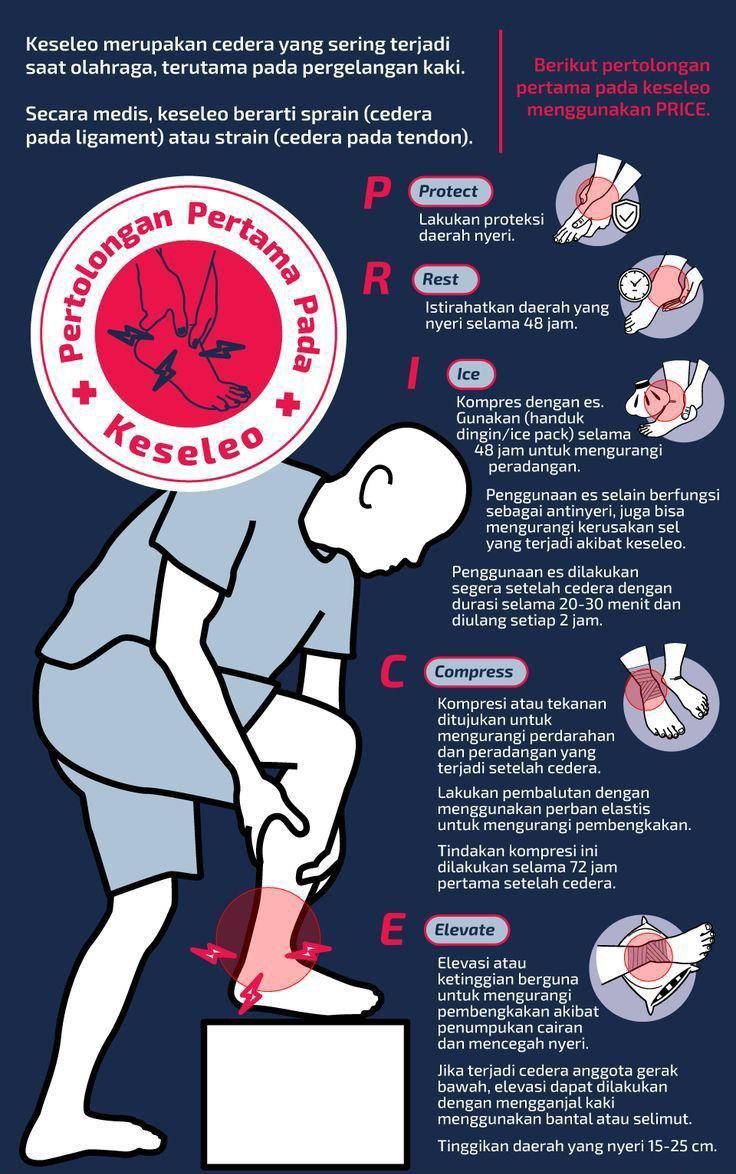 Keseleo merupakan cedera yang sering terjadi
saat olahraga, terutama pada pergelangan kaki.
Secara medis, keseleo berarti sprain (cedera
pada ligament) atau strain (cedera pada tendon).
Berikut pertolongan
pertama pada keseleo
menggunakan PRICE.
Pertolongan Pertama Pada
Keseleo
P Protect
Lakukan proteksi
daerah nyeri.
R Rest
Istirahatkan daerah yang
nyeri selama 48 jam.
I Ice
Kompres dengan es.
Gunakan (handuk
dingin/ice pack) selama
48 jam untuk mengurangi
peradangan.
Penggunaan es selain berfungsi
sebagai antinyeri, juga bisa
mengurangi kerusakan sel
yang terjadi akibat keseleo.
Penggunaan es dilakukan
segera setelah cedera dengan
durasi selama 20-30 menit dan
diulang setiap 2 jam.
C Compress
Kompresi atau tekanan
ditujukan untuk
mengurangi perdarahan
dan peradangan yang
terjadi setelah cedera.
Lakukan pembalutan dengan
menggunakan perban elastis
untuk mengurangi pembengkakan.
Tindakan kompresi ini
dilakukan selama 72 jam
pertama setelah cedera.
E Elevate
Elevasi atau
ketinggian berguna
untuk mengurangi
pembengkakan akibat
penumpukan cairan
dan mencegah nyeri.
Jika terjadi cedera anggota gerak
bawah, elevasi dapat dilakukan
dengan mengganjal kaki
menggunakan bantal atau selimut.
Tinggikan daerah yang nyeri 15-25 cm.